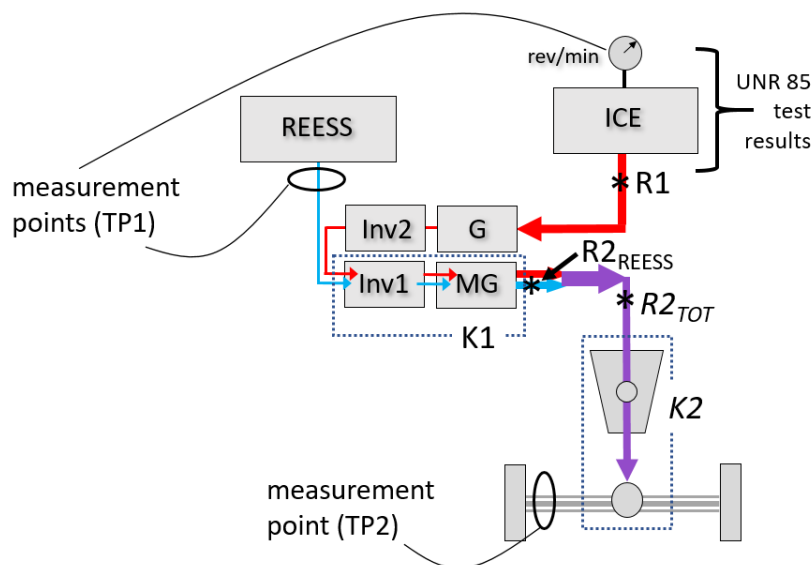 rev/min
UNR 85
test
results
REESS
ICE
measurement
points (TP1)
R1
Inv2
G
R2REESS
Inv1
MG
R2TOT
K1
K2
measurement
point (TP2)